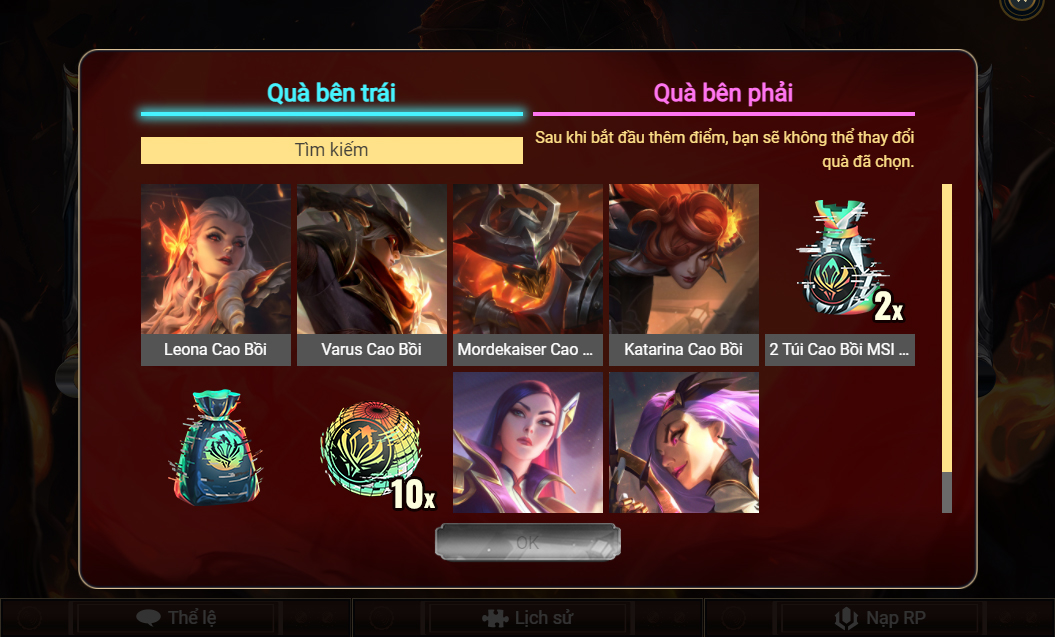 Quà bên trái
Quà bên phải
Tìm kiếm
Sau khi bắt đầu thêm điểm, bạn sẽ không thể thay đổi
quà đã chọn.
2x
Leona Cao Bồi
Varus Cao Bồi
Mordekaiser Cao ...
Katarina Cao Bồi
2 Túi Cao Bồi MSI ...
10x
OK
Thể lệ
Lịch sử
Nạp RP